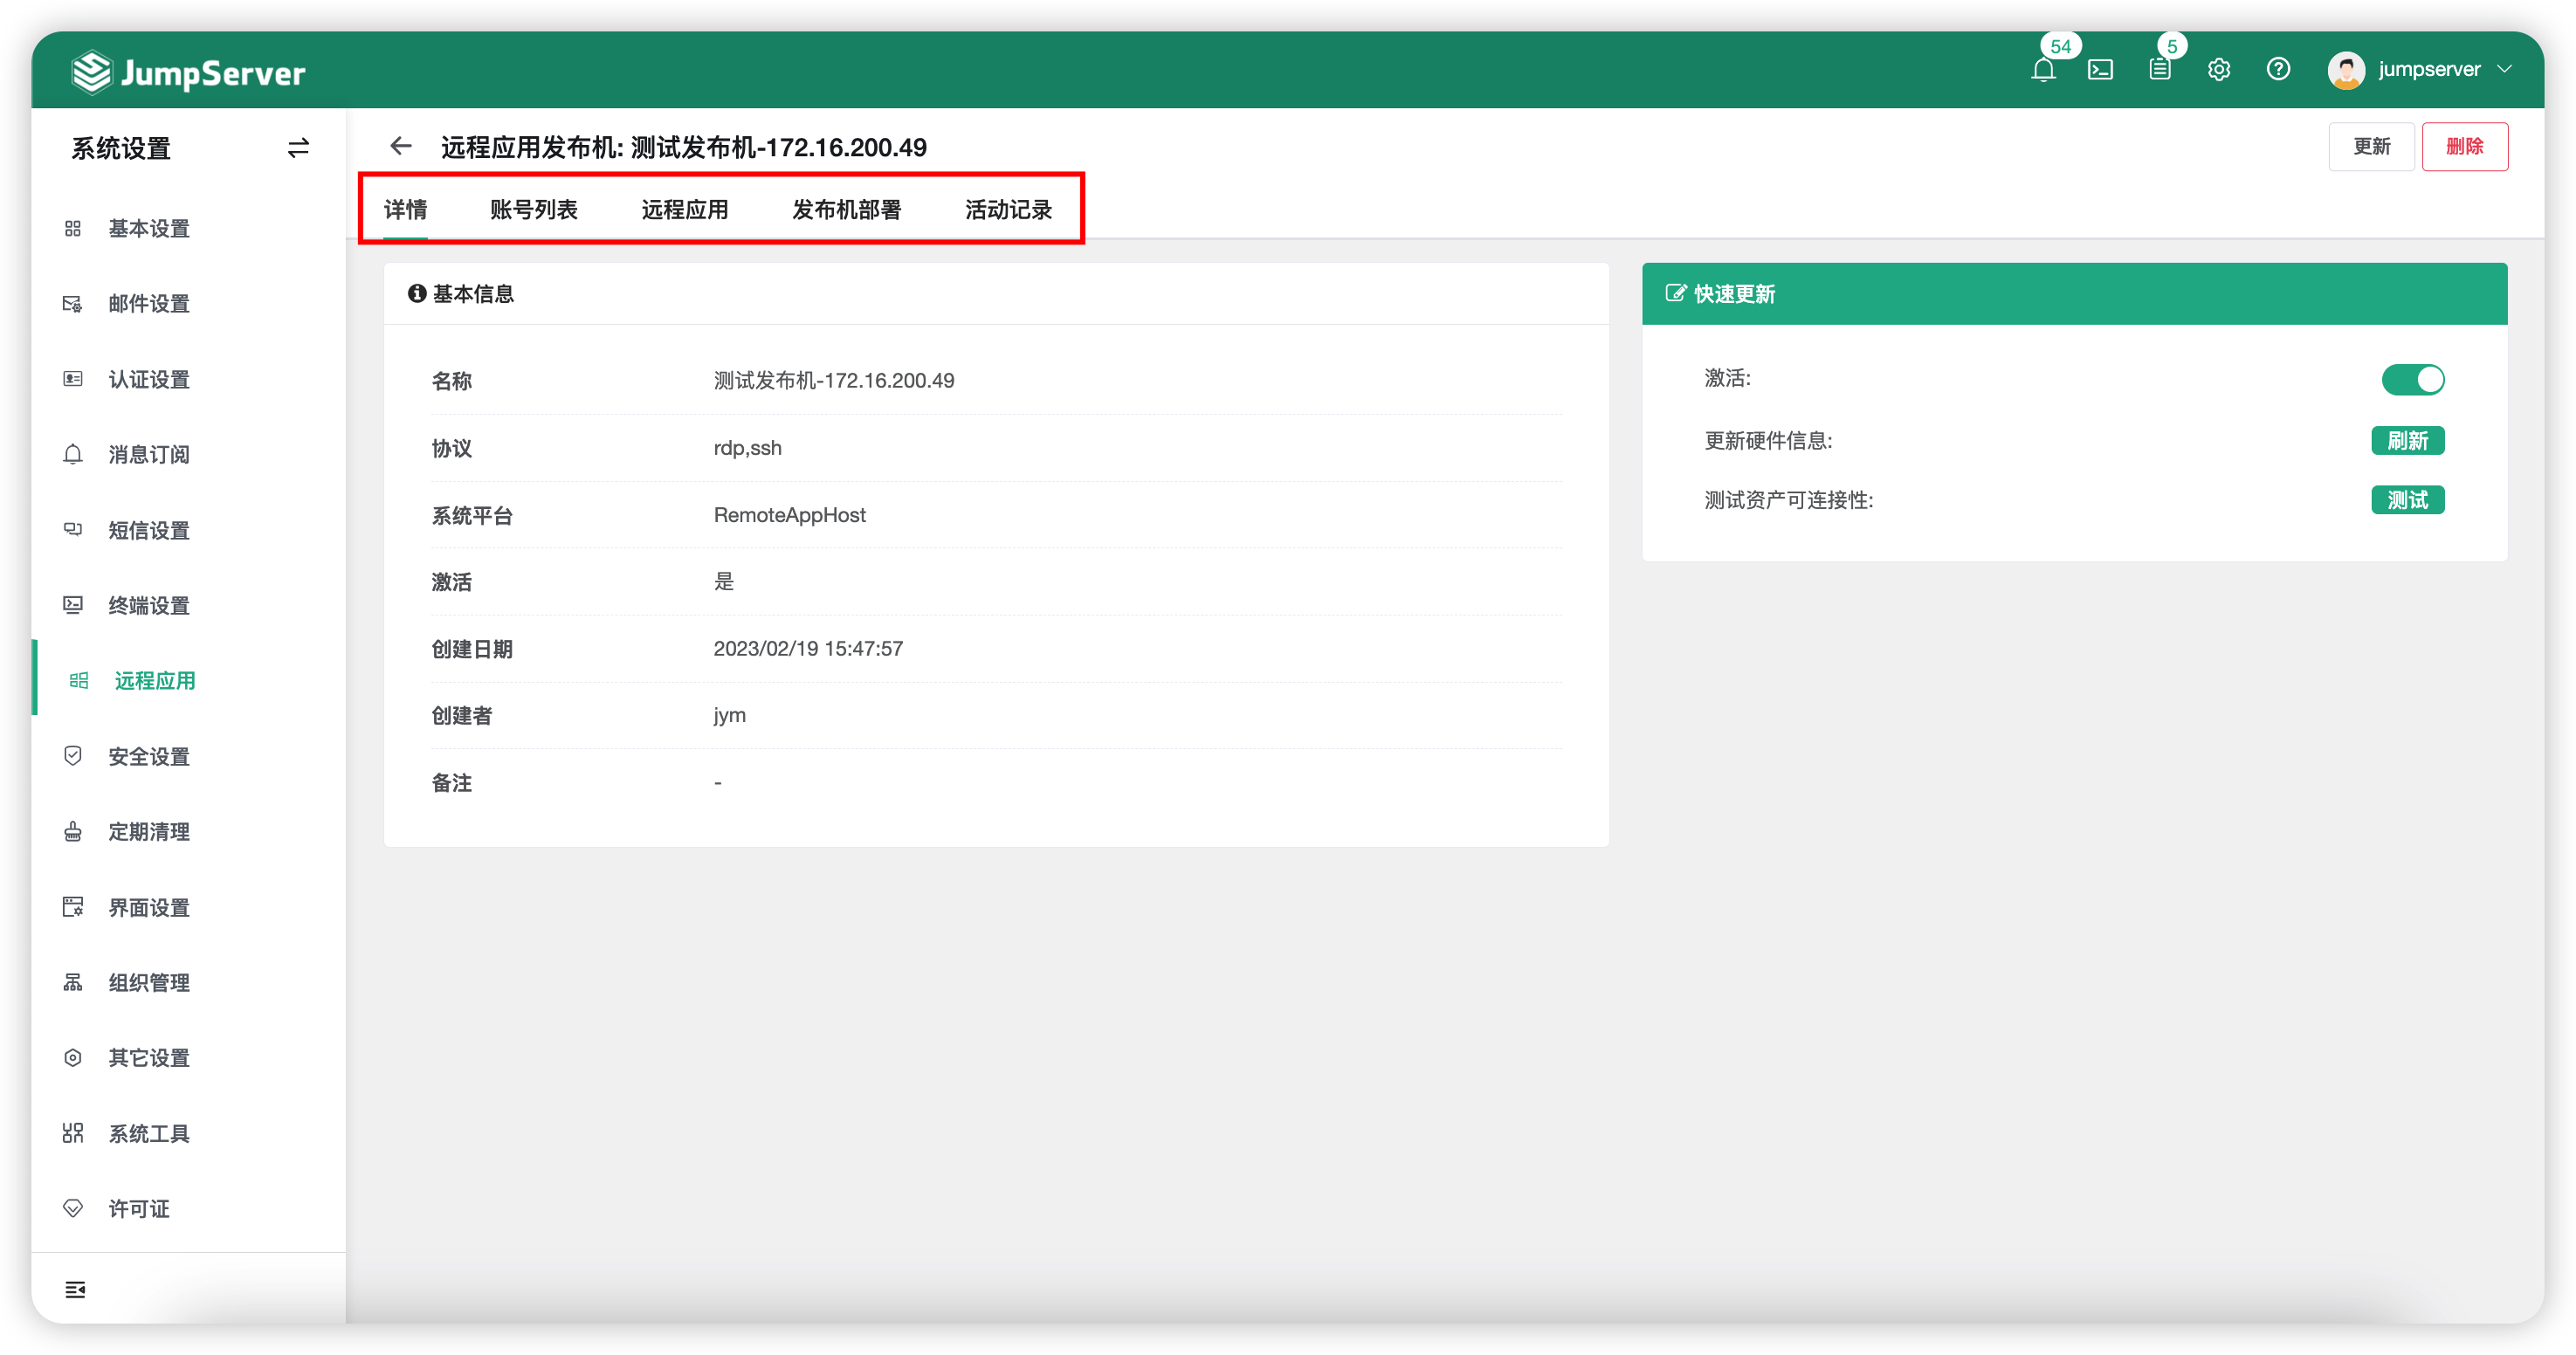 JumpServer
54
5
jumpserver
系统设置
远程应用发布机: 测试发布机-172.16.200.49
更新
删除
详情
账号列表
远程应用
发布机部署
活动记录
基本设置
邮件设置
认证设置
消息订阅
短信设置
终端设置
远程应用
安全设置
定期清理
界面设置
组织管理
其它设置
系统工具
许可证
基本信息
名称 测试发布机-172.16.200.49
协议 rdp,ssh
系统平台 RemoteAppHost
激活 是
创建日期 2023/02/19 15:47:57
创建者 jym
备注 -
快速更新
激活:
更新硬件信息: 刷新
测试资产可连接性: 测试